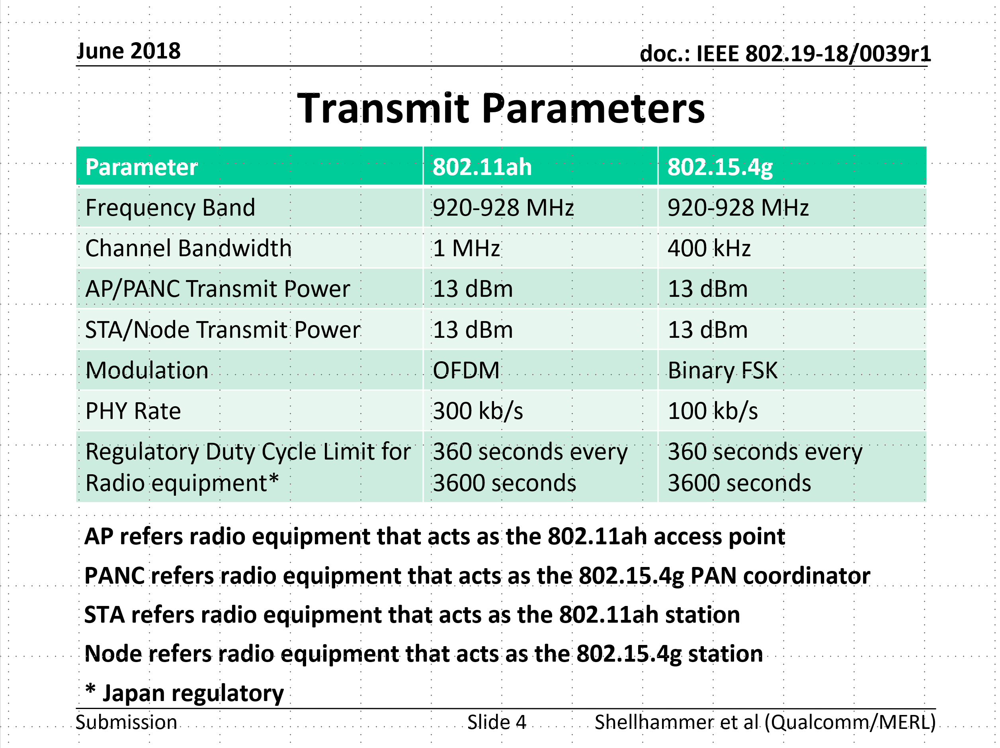 June 2018 doc.: IEEE 802.19-18/0039r1
Transmit Parameters
Parameter 802.11ah 802.15.4g
Frequency Band 920-928 MHz 920-928 MHz
Channel Bandwidth 1 MHz 400 kHz
AP/PANC Transmit Power 13 dBm 13 dBm
STA/Node Transmit Power 13 dBm 13 dBm
Modulation OFDM Binary FSK
PHY Rate 300 kb/s 100 kb/s
Regulatory Duty Cycle Limit for 360 seconds every 360 seconds every
Radio equipment* 3600 seconds 3600 seconds
AP refers radio equipment that acts as the 802.11ah access point
PANC refers radio equipment that acts as the 802.15.4g PAN coordinator
STA refers radio equipment that acts as the 802.11ah station
Node refers radio equipment that acts as the 802.15.4g station
* Japan regulatory
Submission Slide 4 Shellhammer et al (Qualcomm/MERL)